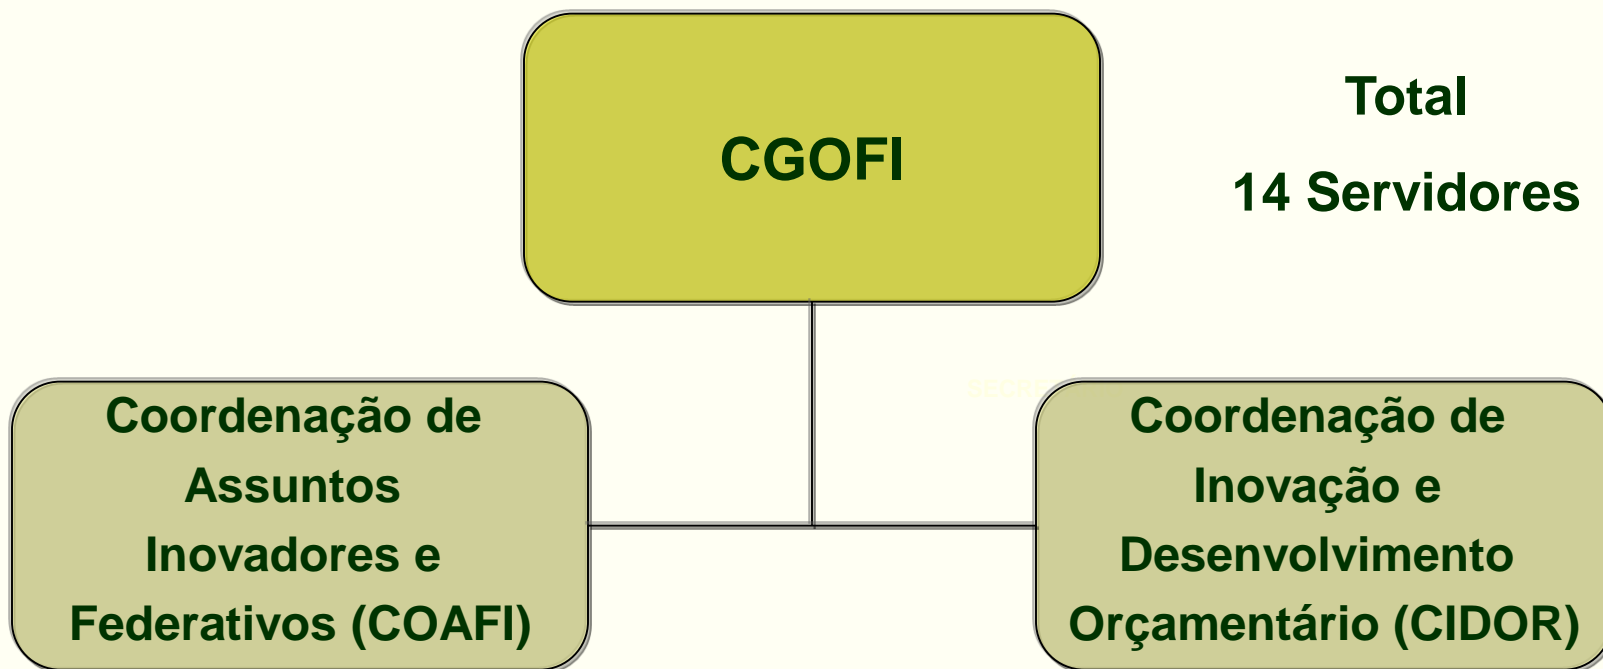 CGOFI
Total
14 Servidores
Coordenação de
Assuntos
Inovadores e
Federativos (COAFI)
Coordenação de
Inovação e
Desenvolvimento
Orçamentário (CIDOR)